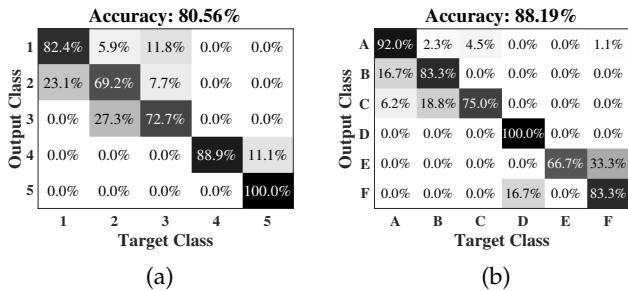 Accuracy: 80.56%
Output Class
1 82.4% 5.9% 11.8% 0.0% 0.0%
2 23.1% 69.2% 7.7% 0.0% 0.0%
3 0.0% 27.3% 72.7% 0.0% 0.0%
4 0.0% 0.0% 0.0% 88.9% 11.1%
5 0.0% 0.0% 0.0% 0.0% 100.0%
1 2 3 4 5
Target Class
(a)
Accuracy: 88.19%
Output Class
A 92.0% 2.3% 4.5% 0.0% 0.0% 1.1%
B 16.7% 83.3% 0.0% 0.0% 0.0% 0.0%
C 6.2% 18.8% 75.0% 0.0% 0.0% 0.0%
D 0.0% 0.0% 0.0% 100.0% 0.0% 0.0%
E 0.0% 0.0% 0.0% 0.0% 66.7% 33.3%
F 0.0% 0.0% 0.0% 16.7% 0.0% 83.3%
A B C D E F
Target Class
(b)